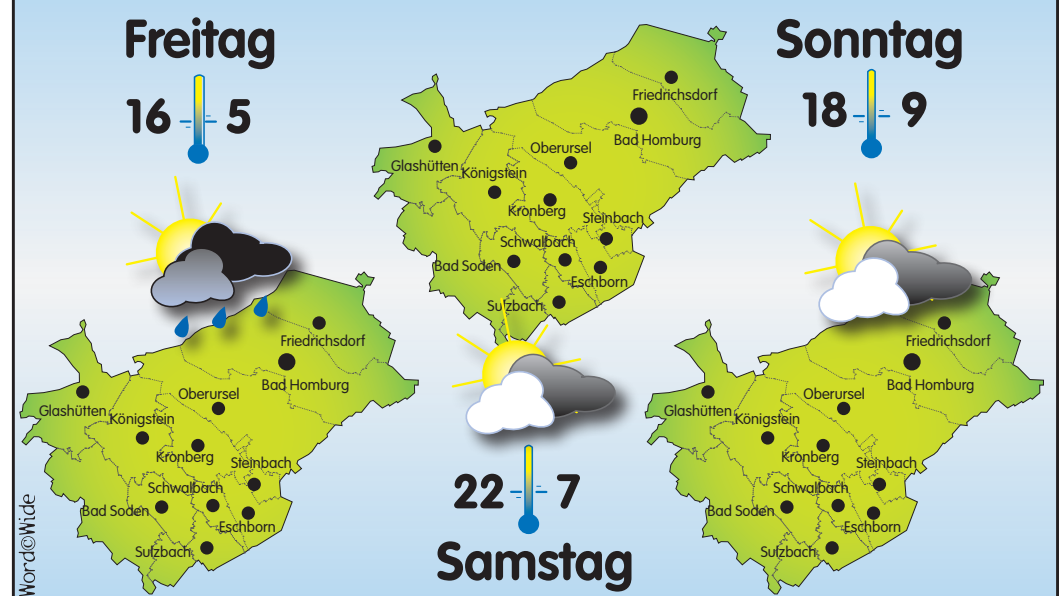 Freitag
16 5
Friedrichsdorf
Bad Homburg
Oberursel
Glashütten
Königstein
Kronberg
Steinbach
Schwalbach
Bad Soden
Eschborn
Sulzbach
Friedrichsdorf
Bad Homburg
Oberursel
Glashütten
Königstein
Kronberg
Steinbach
Schwalbach
Bad Soden
Eschborn
Sulzbach
22 7
Samstag
Sonntag
18 9
Friedrichsdorf
Bad Homburg
Oberursel
Glashütten
Königstein
Kronberg
Steinbach
Schwalbach
Bad Soden
Eschborn
Sulzbach
Word©Wide